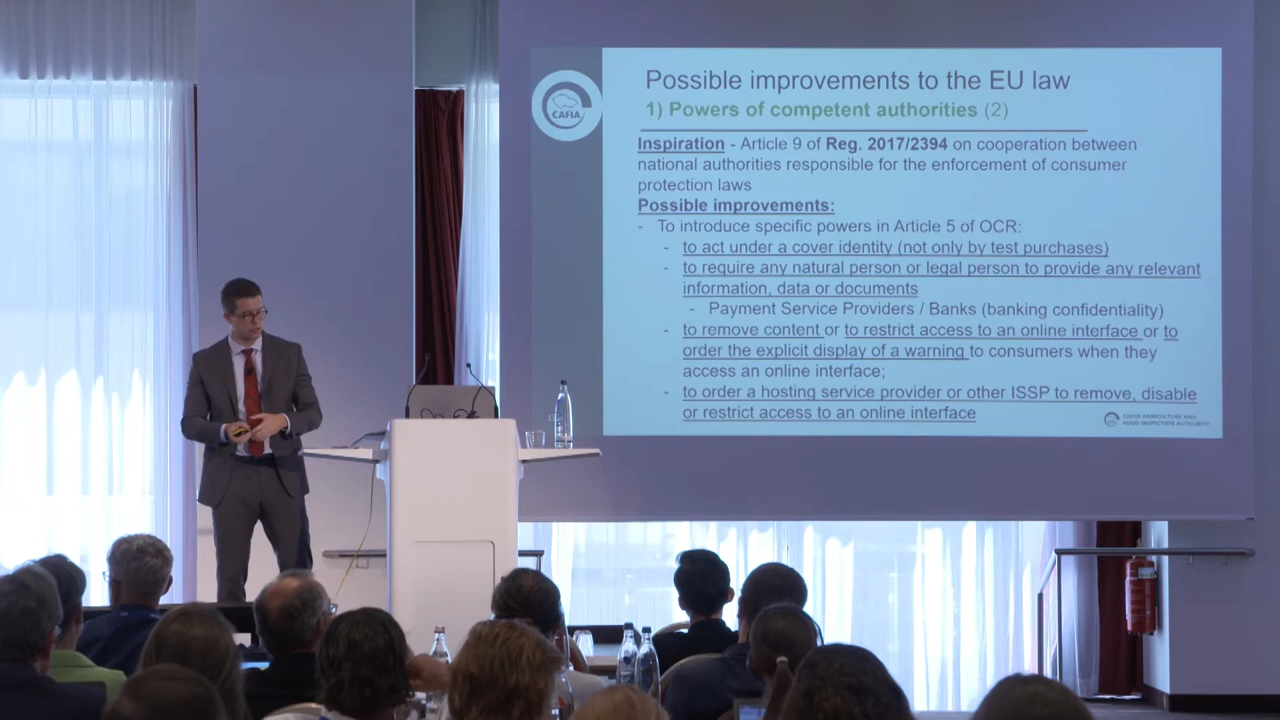 Possible improvements to the EU law
1) Powers of competent authorities (2)
CAFIA
Inspiration - Article 9 of Reg. 2017/2394 on cooperation between
national authorities responsible for the enforcement of consumer
protection laws
Possible improvements:
- To introduce specific powers in Article 5 of OCR:
- to act under a cover identity (not only by test purchases)
- to require any natural person or legal person to provide any relevant
information, data or documents
- Payment Service Providers / Banks (banking confidentiality)
- to remove content or to restrict access to an online interface or to
order the explicit display of a warning to consumers when they
access an online interface;
- to order a hosting service provider or other ISSP to remove, disable
or restrict access to an online interface
CZECH AGRICULTURE AND
FOOD INSPECTION AUTHORITY